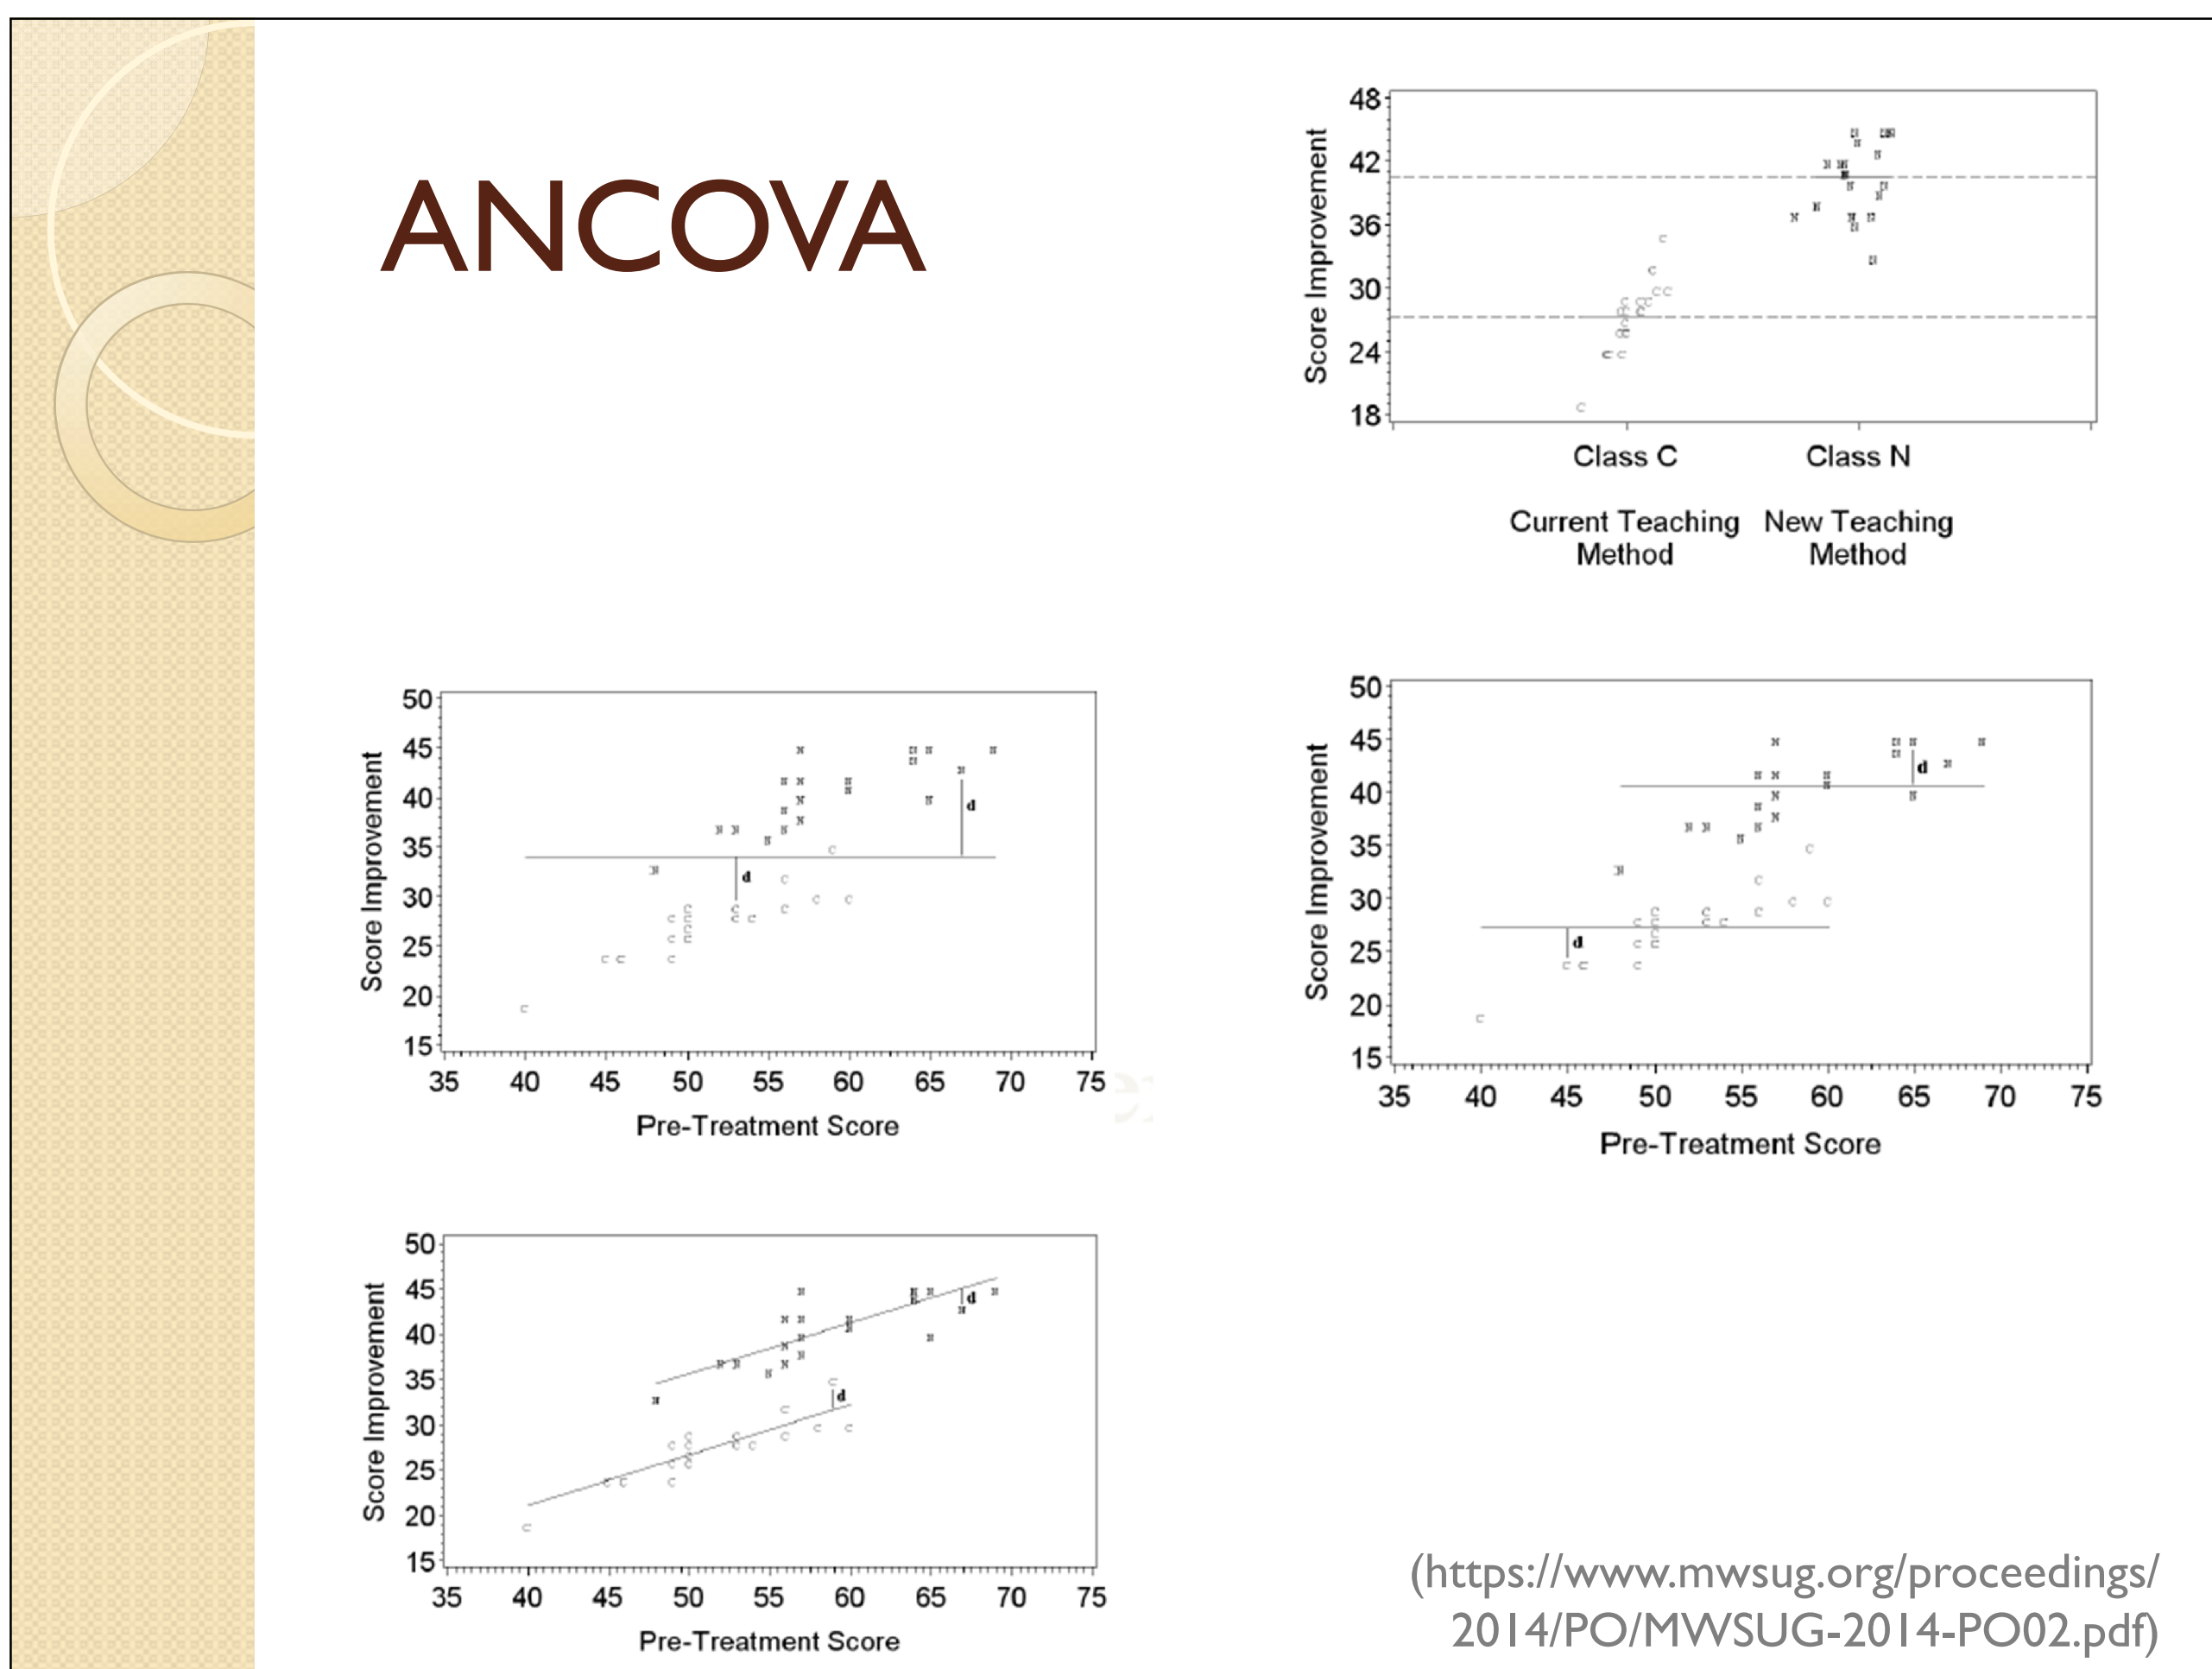 ANCOVA
Score Improvement
48
42
36
30
24
18
Class C Class N
Current Teaching New Teaching
Method Method
Score Improvement
50
45
40
35
30
25
20
15
d
d
35 40 45 50 55 60 65 70 75
Pre-Treatment Score
Score Improvement
50
45
40
35
30
25
20
15
d
d
35 40 45 50 55 60 65 70 75
Pre-Treatment Score
Score Improvement
50
45
40
35
30
25
20
15
d
d
35 40 45 50 55 60 65 70 75
Pre-Treatment Score
(https://www.mwsug.org/proceedings/
2014/PO/MWSUG-2014-PO02.pdf)